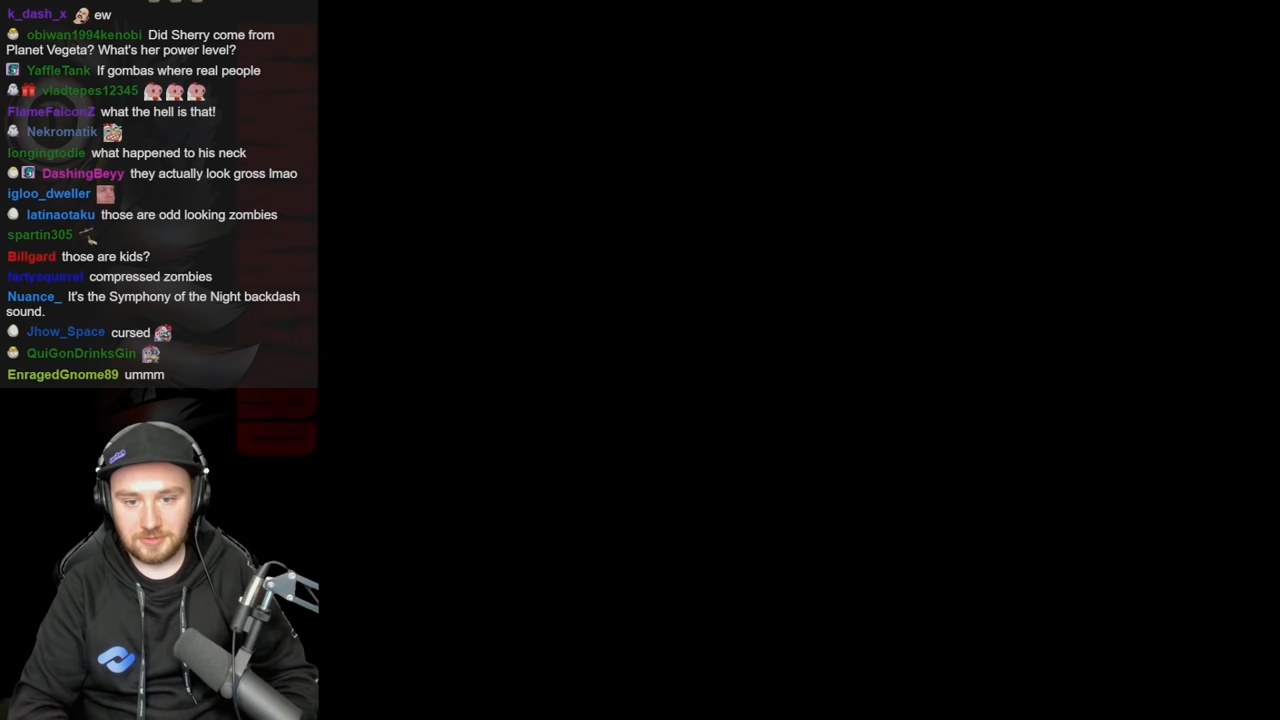 k_dash_x ew
obiwan1994kenobi Did Sherry come from
Planet Vegeta? What's her power level?
YaffleTank If gombas where real people
vladtepes12345
FlameFalconZ what the hell is that!
Nekromatik
longingtodie what happened to his neck
DashingBeyy they actually look gross lmao
igloo_dweller
latinaotaku those are odd looking zombies
spartin305
Billgard those are kids?
fartysquirrel compressed zombies
Nuance_ It's the Symphony of the Night backdash
sound.
Jhow_Space cursed
QuiGonDrinksGin
EnragedGnome89 ummm